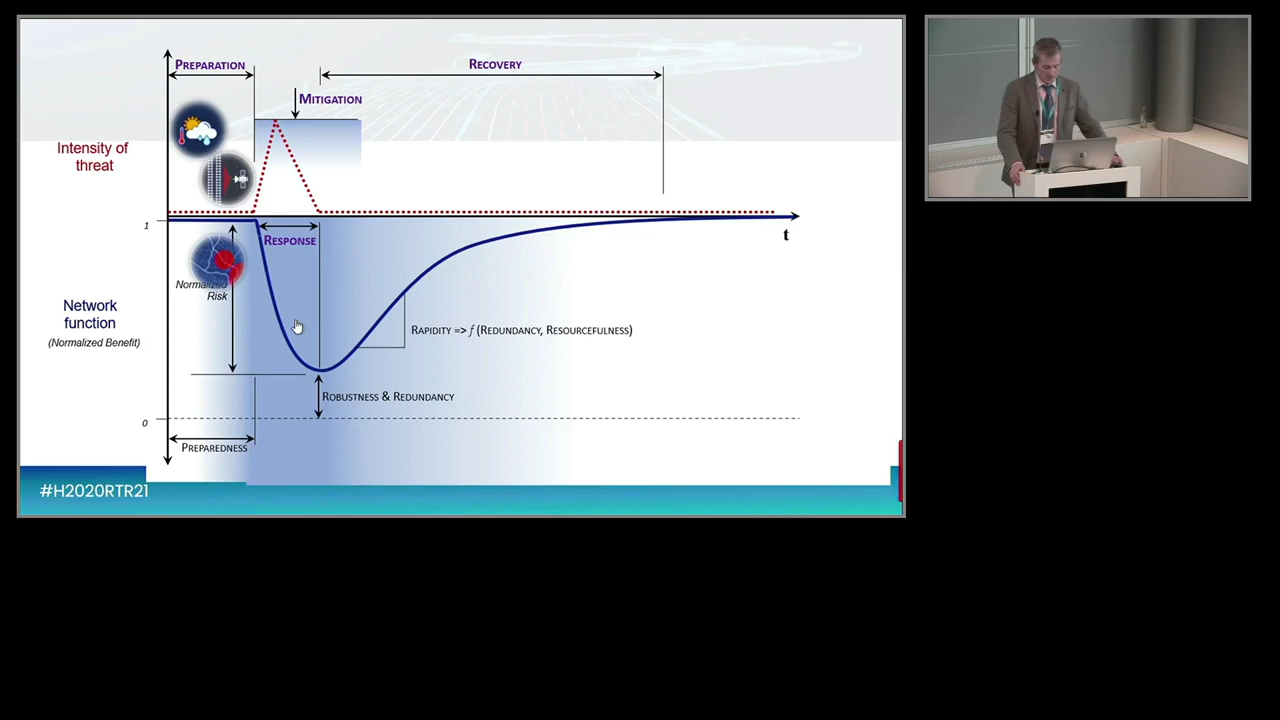 PREPARATION
RECOVERY
MITIGATION
Intensity of
threat
1
RESPONSE
t
Normalized
Risk
Network
function
(Normalized Benefit)
RAPIDITY => f (REDUNDANCY, RESOURCEFULNESS)
ROBUSTNESS & REDUNDANCY
0
PREPAREDNESS
#H2020RTR21